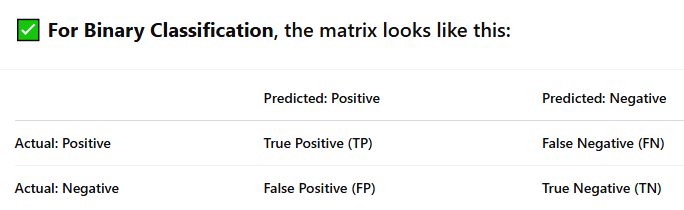 ✅ For Binary Classification, the matrix looks like this:
Predicted: Positive Predicted: Negative
Actual: Positive True Positive (TP) False Negative (FN)
Actual: Negative False Positive (FP) True Negative (TN)